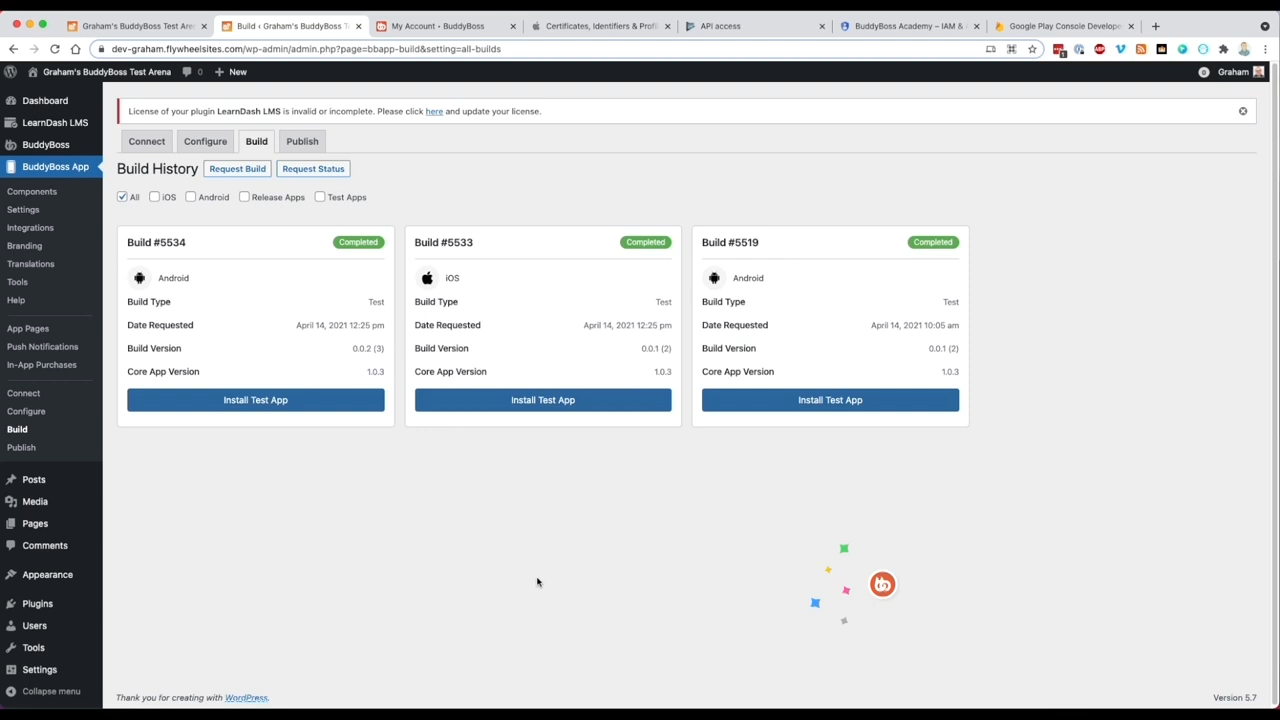 Graham's BuddyBoss Test Aren
Build ‹ Graham's BuddyBoss T
My Account ‹ BuddyBoss
Certificates, Identifiers & Prof
API access
BuddyBoss Academy – IAM & A
Google Play Console Develope
dev-graham.flywheelsites.com/wp-admin/admin.php?page=bbapp-build&setting=all-builds
Graham's BuddyBoss Test Arena
0
New
0
Graham
Dashboard
LearnDash LMS
BuddyBoss
BuddyBoss App
Components
Settings
Integrations
Branding
Translations
Tools
Help
App Pages
Push Notifications
In-App Purchases
Connect
Configure
Build
Publish
Posts
Media
Pages
Comments
Appearance
Plugins
Users
Tools
Settings
Collapse menu
License of your plugin LearnDash LMS is invalid or incomplete. Please click here and update your license.
Connect
Configure
Build
Publish
Build History
Request Build
Request Status
All
iOS
Android
Release Apps
Test Apps
Build #5534
Completed
Android
Build Type
Test
Date Requested
April 14, 2021 12:25 pm
Build Version
0.0.2 (3)
Core App Version
1.0.3
Install Test App
Build #5533
Completed
iOS
Build Type
Test
Date Requested
April 14, 2021 12:25 pm
Build Version
0.0.1 (2)
Core App Version
1.0.3
Install Test App
Build #5519
Completed
Android
Build Type
Test
Date Requested
April 14, 2021 10:05 am
Build Version
0.0.1 (2)
Core App Version
1.0.3
Install Test App
Thank you for creating with WordPress.
Version 5.7